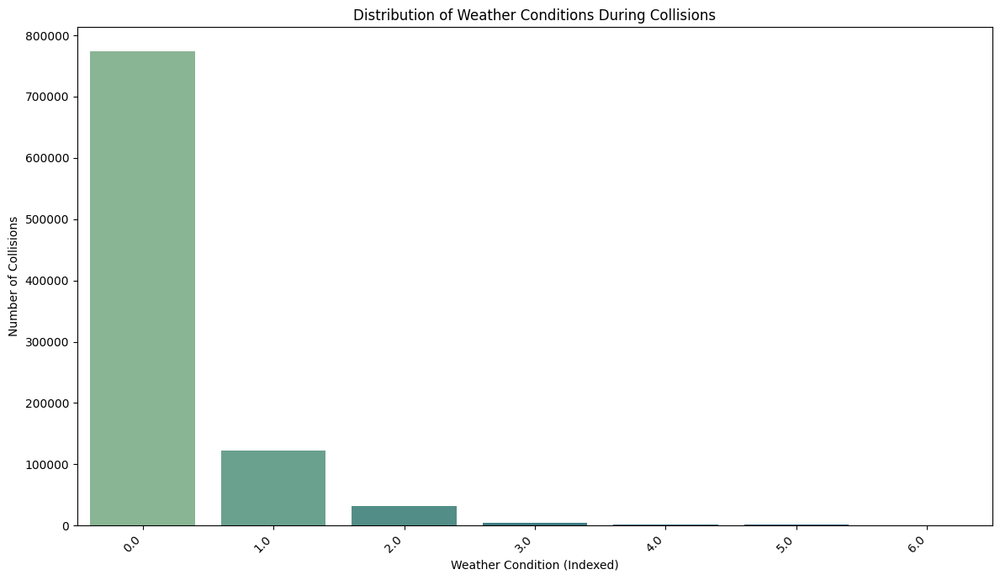 Distribution of Weather Conditions During Collisions
800000
700000
600000
500000
400000
300000
200000
100000
0
Number of Collisions
0.0 1.0 2.0 3.0 4.0 5.0 6.0
Weather Condition (Indexed)